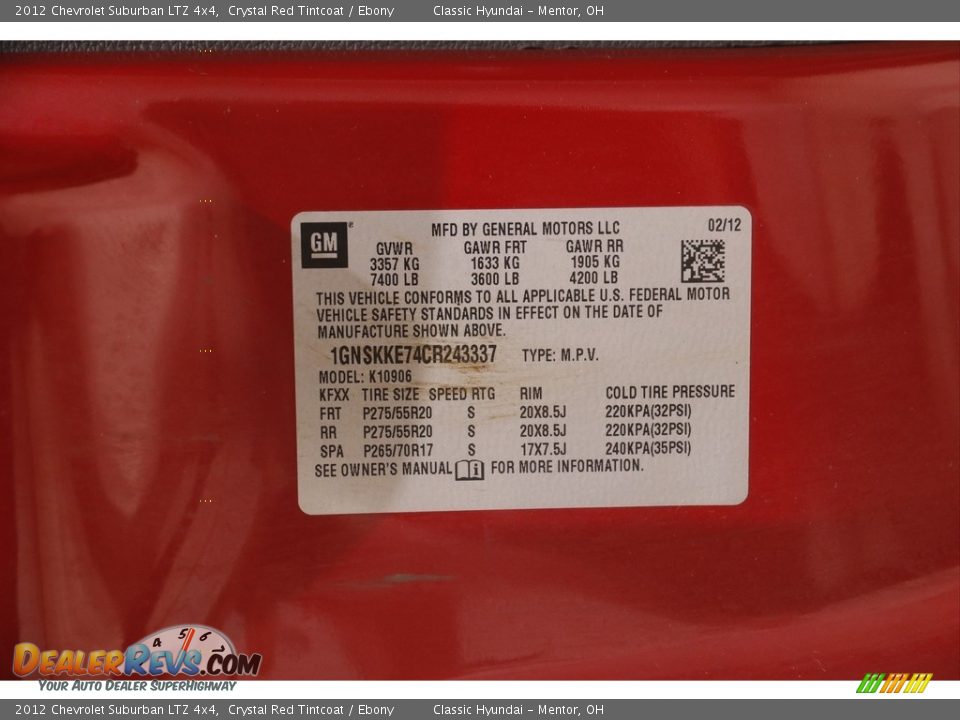 2012 Chevrolet Suburban LTZ 4x4, Crystal Red Tintcoat / Ebony Classic Hyundai - Mentor, OH
GM®
MFD BY GENERAL MOTORS LLC 02/12
GVWR GAWR FRT GAWR RR
3357 KG 1633 KG 1905 KG
7400 LB 3600 LB 4200 LB
THIS VEHICLE CONFORMS TO ALL APPLICABLE U.S. FEDERAL MOTOR
VEHICLE SAFETY STANDARDS IN EFFECT ON THE DATE OF
MANUFACTURE SHOWN ABOVE.
1GNSKKE74CR243337 TYPE: M.P.V.
MODEL: K10906
KFXX TIRE SIZE SPEED RTG RIM COLD TIRE PRESSURE
FRT P275/55R20 S 20X8.5J 220KPA(32PSI)
RR P275/55R20 S 20X8.5J 220KPA(32PSI)
SPA P265/70R17 S 17X7.5J 240KPA(35PSI)
SEE OWNER'S MANUAL FOR MORE INFORMATION.
4 5 6 7
DEALERREVS.COM
YOUR AUTO DEALER SUPERHIGHWAY
2012 Chevrolet Suburban LTZ 4x4, Crystal Red Tintcoat / Ebony Classic Hyundai - Mentor, OH